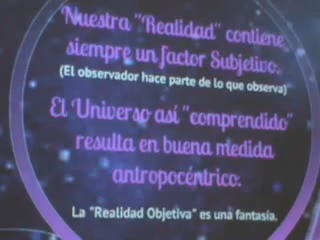 Nuestra "Realidad" contiene
siempre un factor Subjetivo.
(El observador hace parte de lo que observa)
El Universo así "comprendido"
resulta en buena medida
antropocéntrico.
La "Realidad Objetiva" es una fantasía.